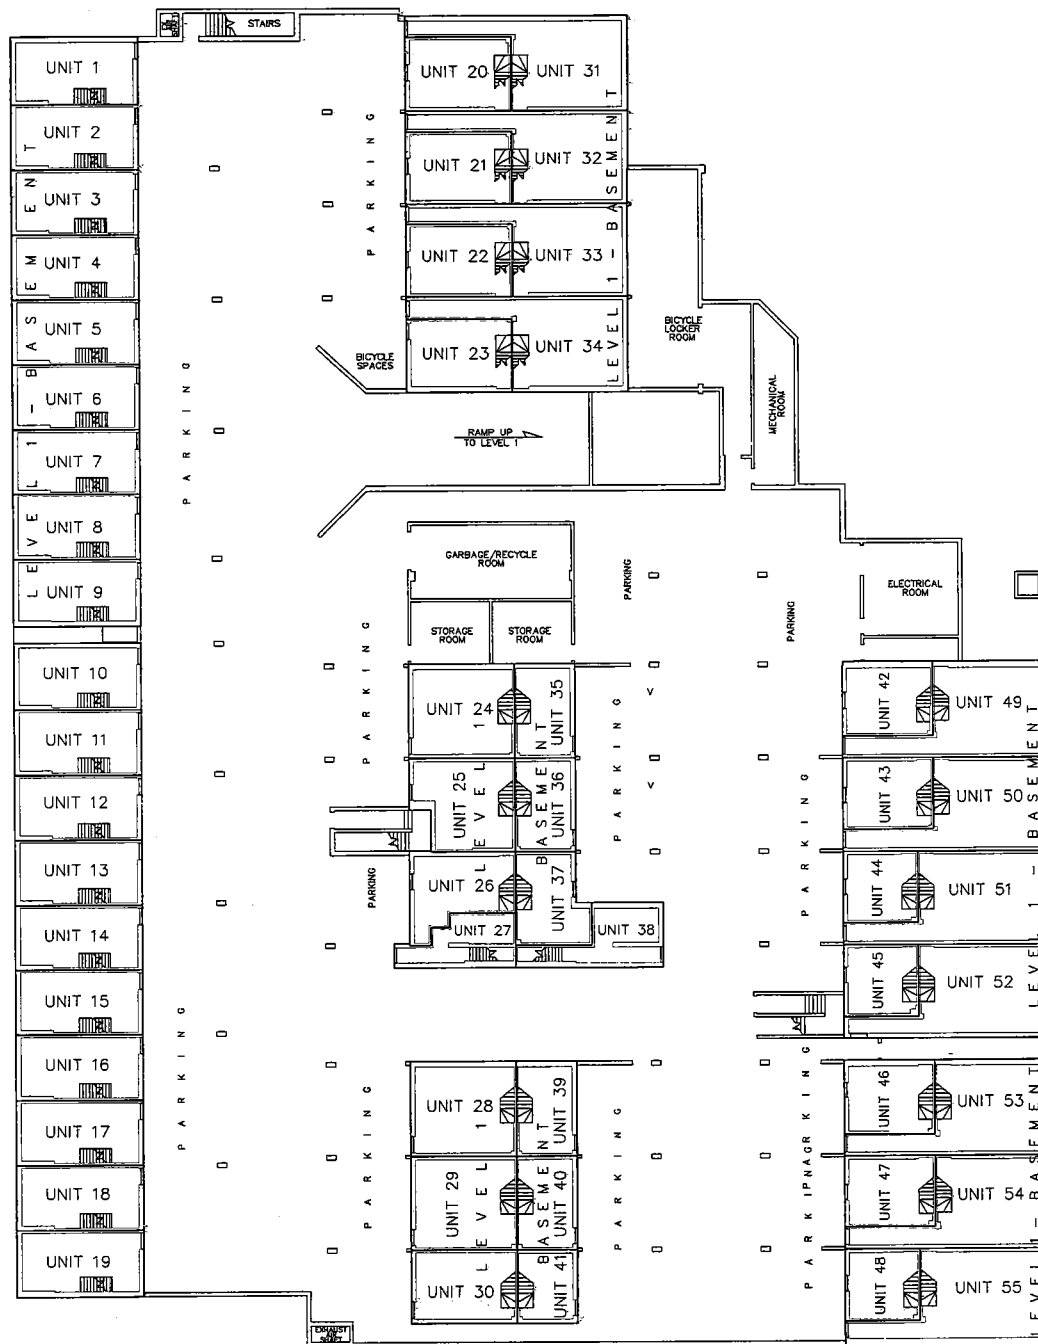 STAIRS
UNIT 1
UNIT 2
UNIT 3
UNIT 4
UNIT 5
UNIT 6
UNIT 7
UNIT 8
UNIT 9
LEVEL 1 - BASEMENT
UNIT 10
UNIT 11
UNIT 12
UNIT 13
UNIT 14
UNIT 15
UNIT 16
UNIT 17
UNIT 18
UNIT 19
PARKING
PARKING
PARKING
UNIT 20
UNIT 31
UNIT 21
UNIT 32
UNIT 22
UNIT 33
UNIT 23
UNIT 34
LEVEL 1 - BASEMENT
BICYCLE
SPACES
BICYCLE
LOCKER
ROOM
MECHANICAL
ROOM
RAMP UP
TO LEVEL 1
GARBAGE/RECYCLE
ROOM
STORAGE
ROOM
STORAGE
ROOM
PARKING
PARKING
ELECTRICAL
ROOM
PARKING
UNIT 24
UNIT 35
UNIT 25
UNIT 36
UNIT 26
UNIT 37
UNIT 27
UNIT 38
LEVEL 1
BASEMENT
PARKING
PARKING
PARKING
UNIT 42
UNIT 49
UNIT 43
UNIT 50
UNIT 44
UNIT 51
UNIT 45
UNIT 52
LEVEL 1 - BASEMENT
UNIT 28
UNIT 39
UNIT 29
UNIT 40
UNIT 30
UNIT 41
LEVEL 1
BASEMENT
PARKING
PARKING
PARKING
UNIT 46
UNIT 53
UNIT 47
UNIT 54
UNIT 48
UNIT 55
LEVEL 1 - BASEMENT
EXHAUST
AIR
SHAFT